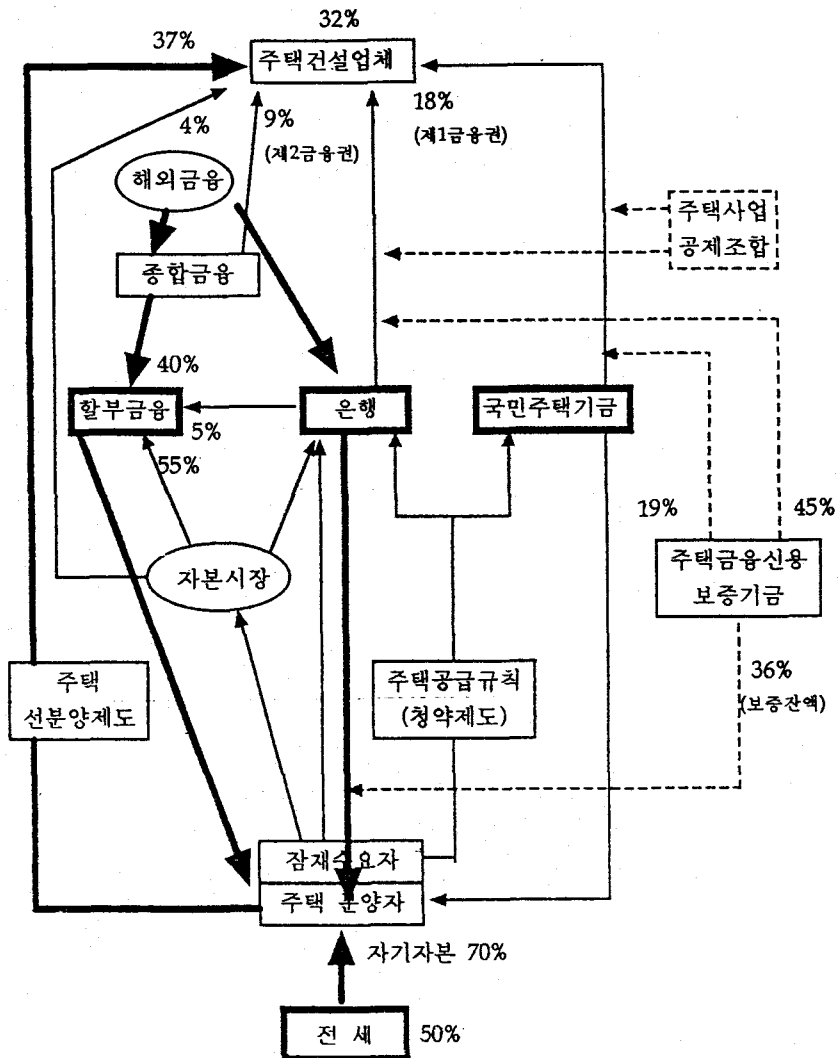 32%
37%
주택건설업체
18%
(제1금융권)
9%
(제2금융권)
4%
해외금융
주택사업
공제조합
종합금융
40%
할부금융
은행
국민주택기금
5%
55%
19%
45%
자본시장
주택금융신용
보증기금
주택
선분양제도
주택공급규칙
(청약제도)
36%
(보증잔액)
잠재수요자
주택 분양자
자기자본 70%
전 세
50%